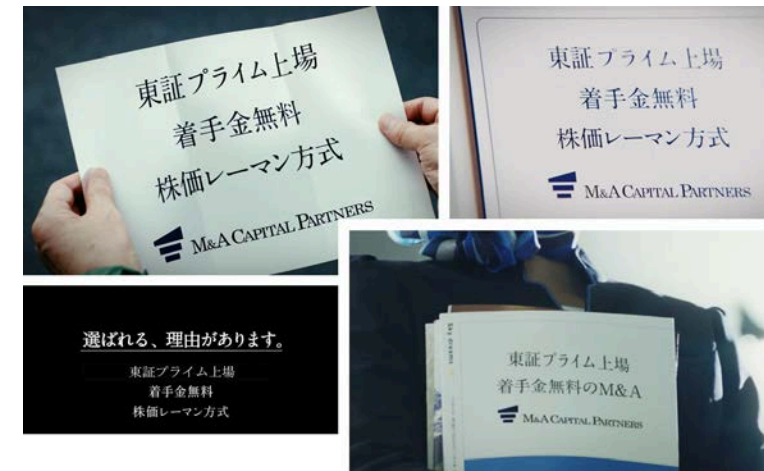 東証プライム上場
着手金無料
株価レーマン方式
M&A CAPITAL PARTNERS
東証プライム上場
着手金無料
株価レーマン方式
M&A CAPITAL PARTNERS
選ばれる、理由があります。
東証プライム上場
着手金無料
株価レーマン方式
Sky dreams
東証プライム上場
着手金無料のM&A
M&A CAPITAL PARTNERS